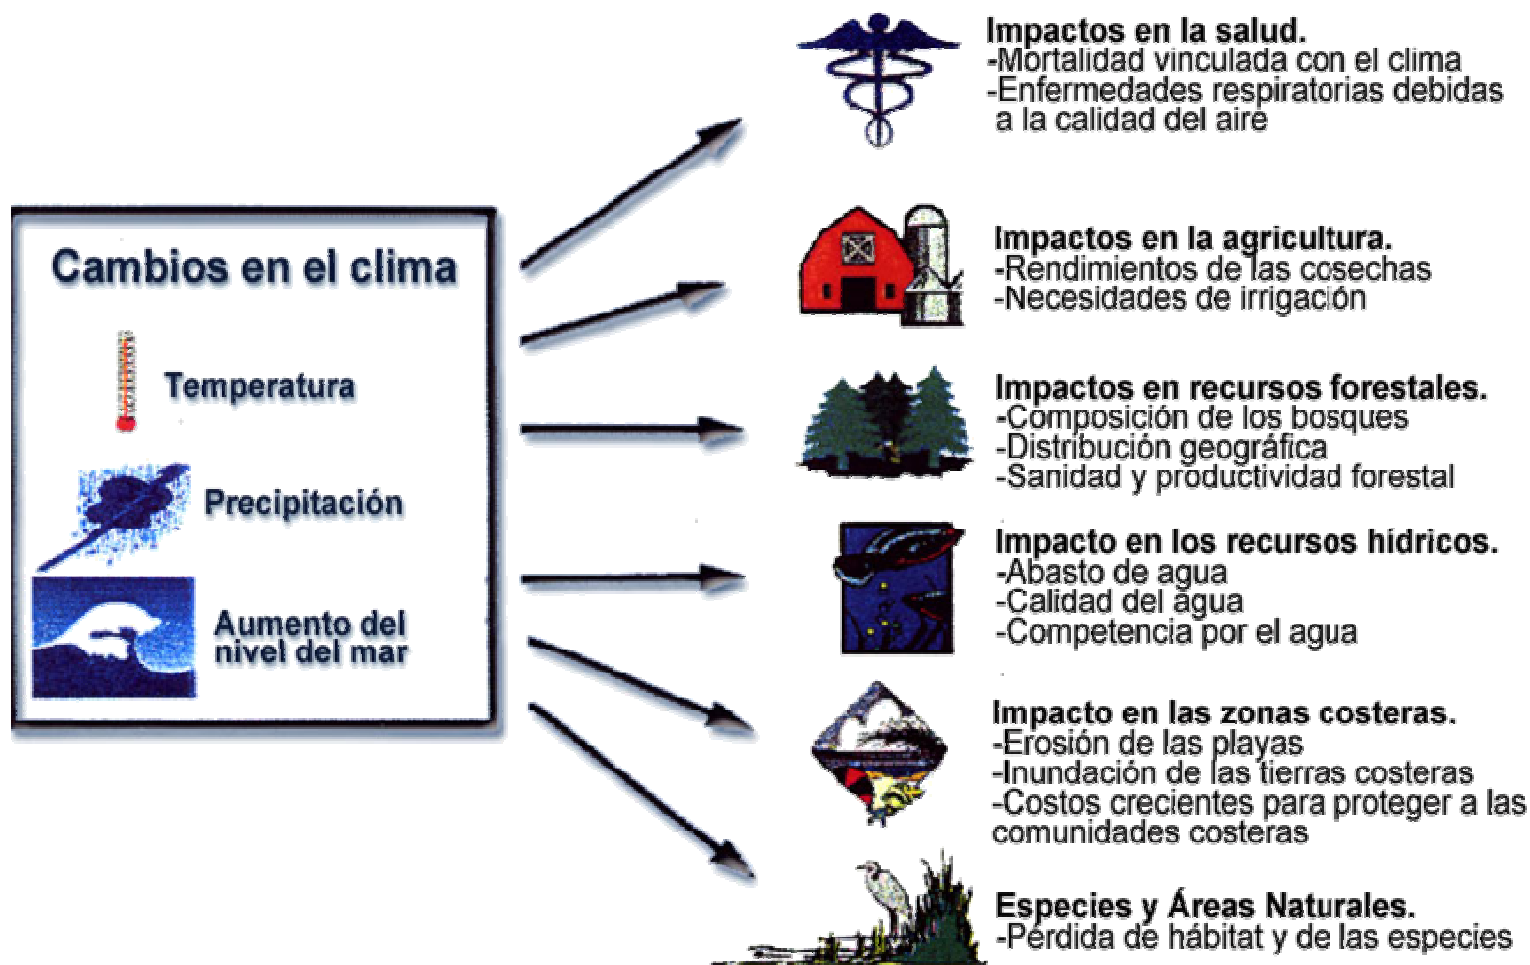 Cambios en el clima
Temperatura
Precipitación
Aumento del
nivel del mar
Impactos en la salud.
-Mortalidad vinculada con el clima
-Enfermedades respiratorias debidas
a la calidad del aire
Impactos en la agricultura.
-Rendimientos de las cosechas
-Necesidades de irrigación
Impactos en recursos forestales.
-Composición de los bosques
-Distribución geográfica
-Sanidad y productividad forestal
Impacto en los recursos hídricos.
-Abasto de agua
-Calidad del agua
-Competencia por el agua
Impacto en las zonas costeras.
-Erosión de las playas
-Inundación de las tierras costeras
-Costos crecientes para proteger a las
comunidades costeras
Especies y Áreas Naturales.
-Pérdida de hábitat y de las especies